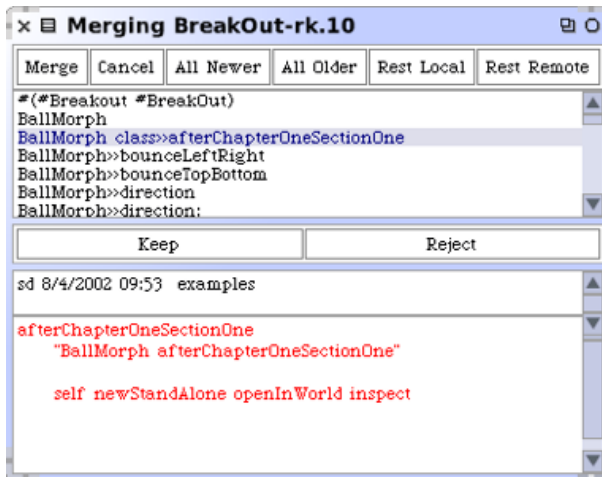 Merging BreakOut-rk.10
Merge Cancel All Newer All Older Rest Local Rest Remote
#(#Breakout #BreakOut)
BallMorph
BallMorph class»afterChapterOneSectionOne
BallMorph»bounceLeftRight
BallMorph»bounceTopBottom
BallMorph»direction
BallMorph»direction:
Keep Reject
sd 8/4/2002 09:53 examples
afterChapterOneSectionOne
"BallMorph afterChapterOneSectionOne"
self newStandAlone openInWorld inspect